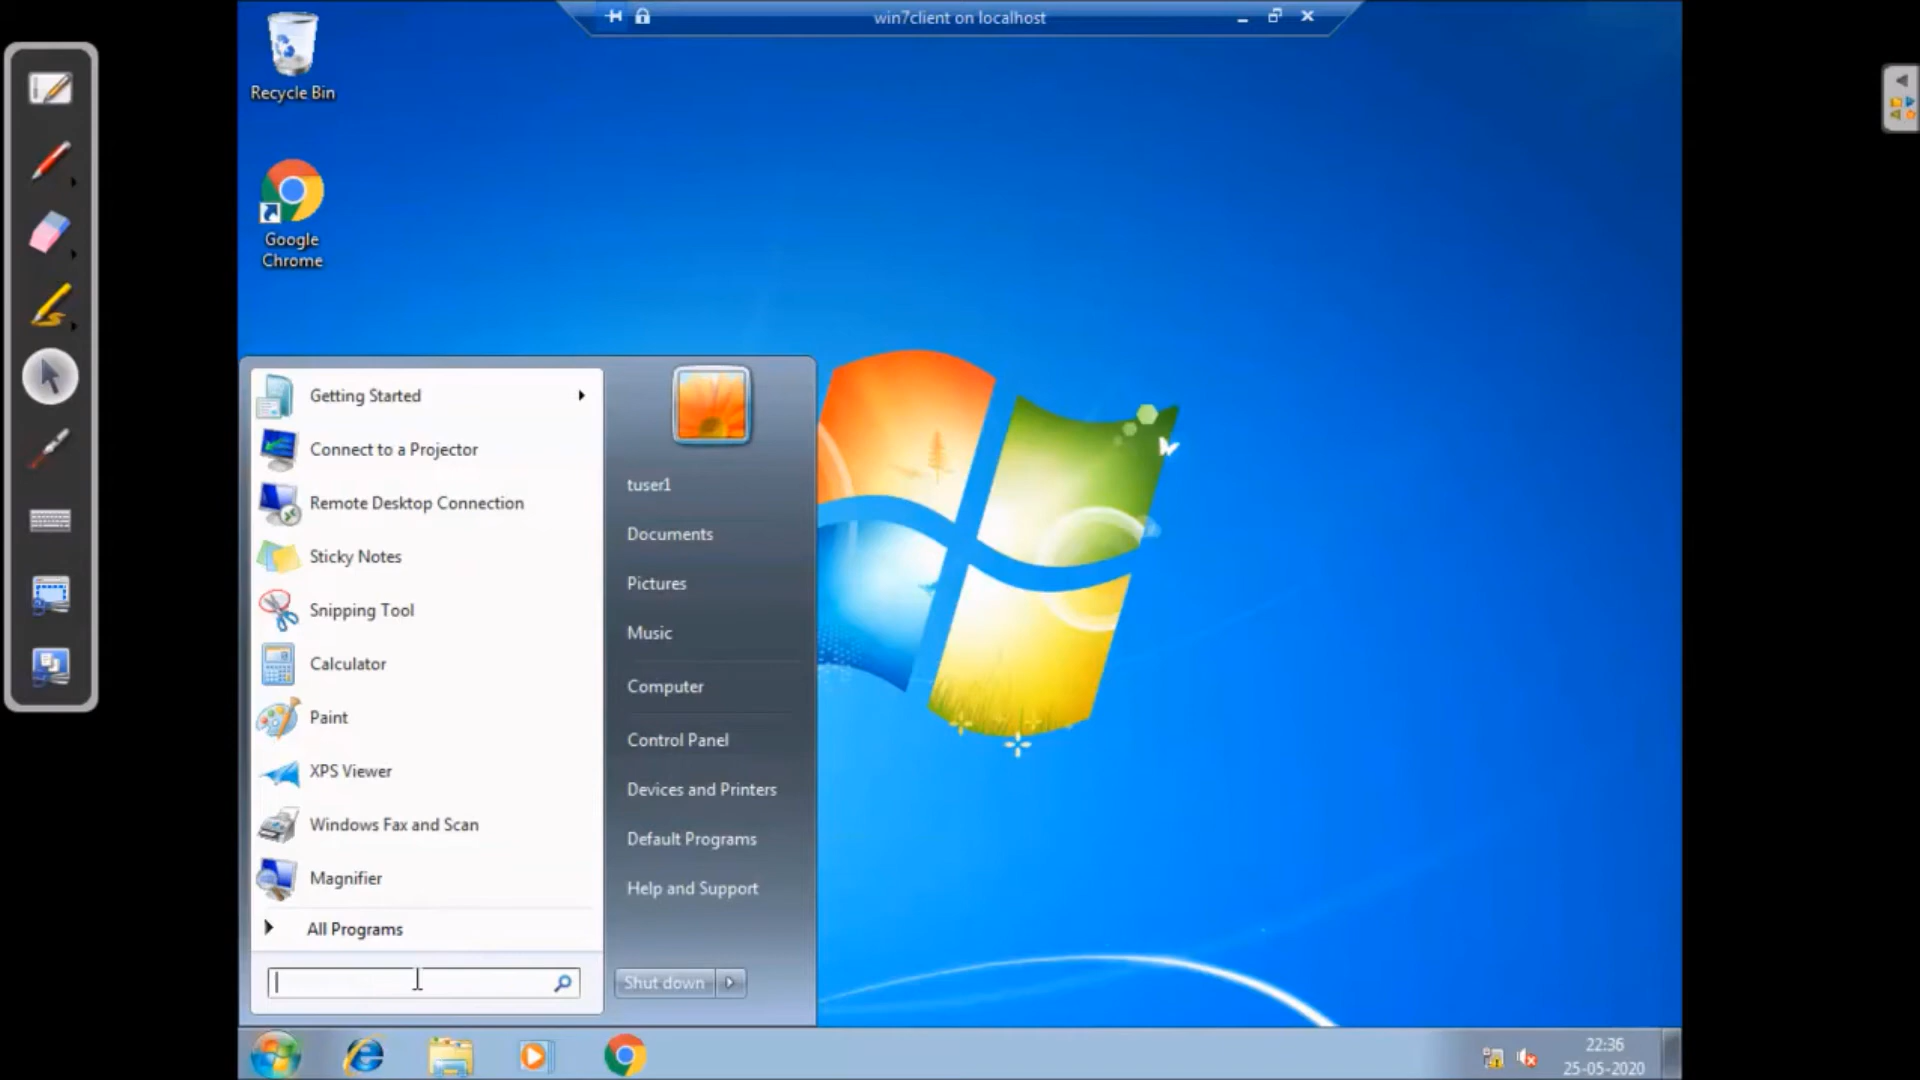 win7client on localhost
Recycle Bin
Google
Chrome
Getting Started
Connect to a Projector
Remote Desktop Connection
Sticky Notes
Snipping Tool
Calculator
Paint
XPS Viewer
Windows Fax and Scan
Magnifier
All Programs
tuser1
Documents
Pictures
Music
Computer
Control Panel
Devices and Printers
Default Programs
Help and Support
Shut down
22:36
25-05-2020